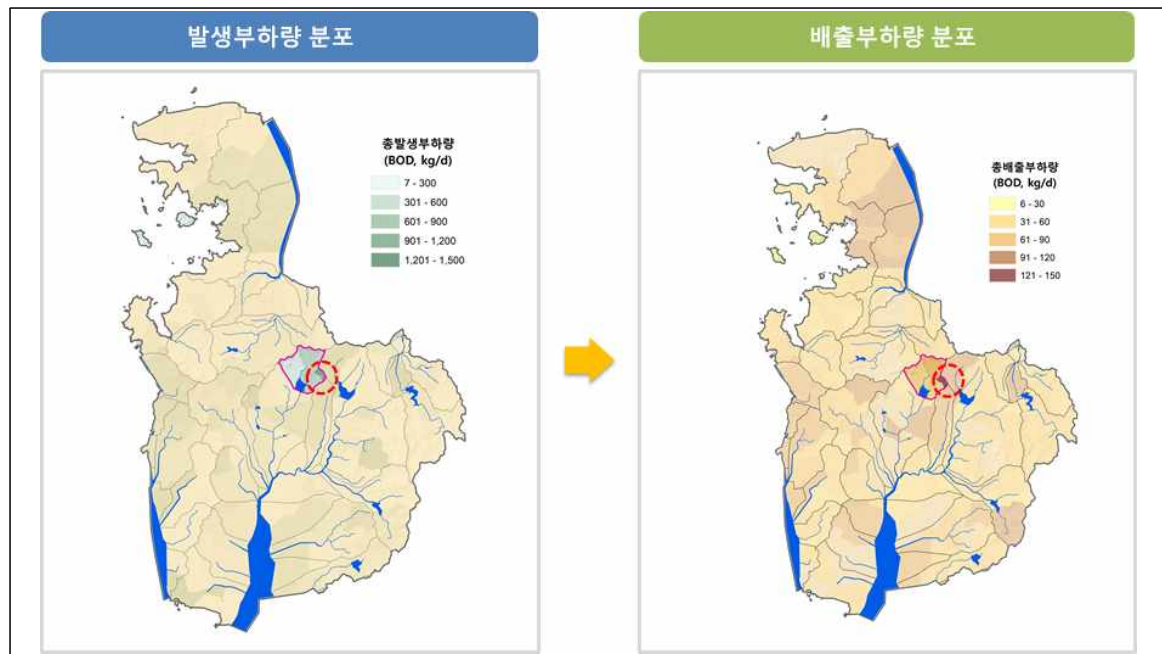 발생부하량 분포
배출부하량 분포
총발생부하량
(BOD, kg/d)
7 - 300
301 - 600
601 - 900
901 - 1,200
1,201 - 1,500
총배출부하량
(BOD, kg/d)
6 - 30
31 - 60
61 - 90
91 - 120
121 - 150